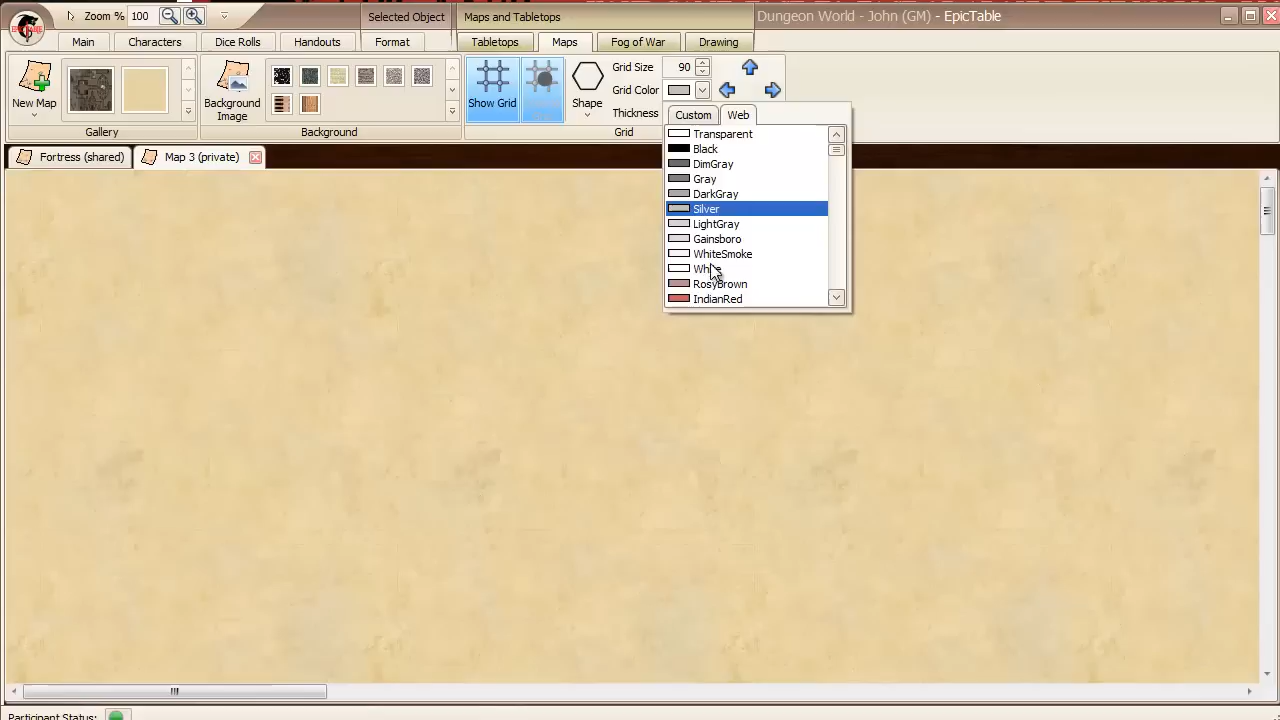 Zoom % 100
Selected Object
Maps and Tabletops
Dungeon World - John (GM) - EpicTable
EPICTABLE
Main
Characters
Dice Rolls
Handouts
Format
Tabletops
Maps
Fog of War
Drawing
New Map
Gallery
Background
Image
Background
Show Grid
Shape
Grid Size 90
Grid Color
Thickness
Grid
Custom
Web
Fortress (shared)
Map 3 (private)
Transparent
Black
DimGray
Gray
DarkGray
Silver
LightGray
Gainsboro
WhiteSmoke
White
RosyBrown
IndianRed
Participant Status: